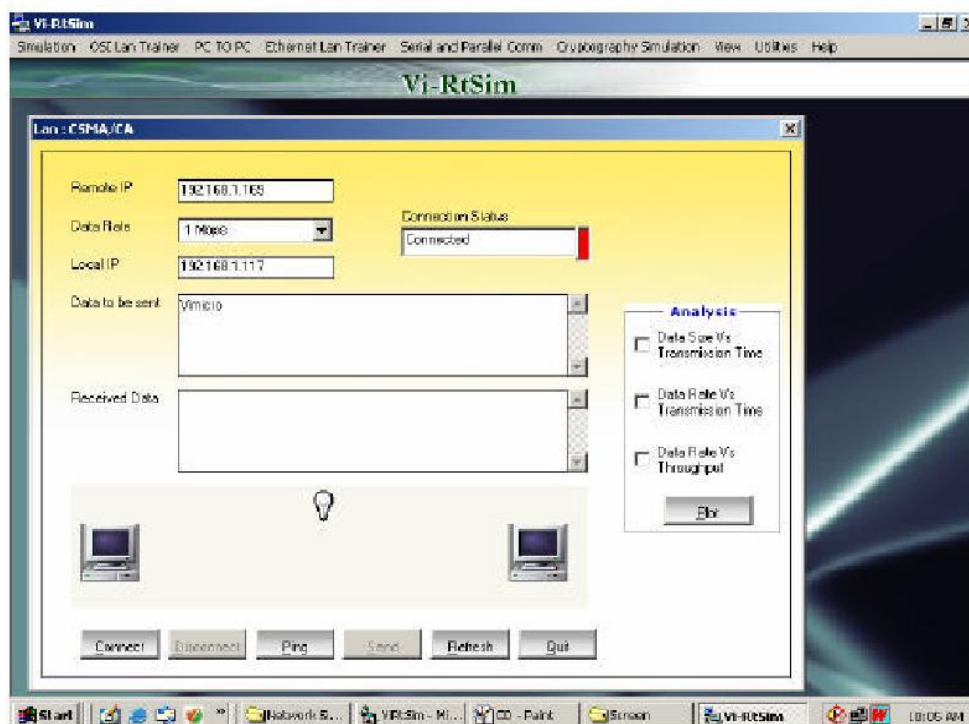 Vi-RtSim
Simulation OSI Lan Trainer PC TO PC Ethernet Lan Trainer Serial and Parallel Comm Cryptography Simulation View Utilities Help
Vi-RtSim
Lan : CSMA/CA
Remote IP 192.168.1.169
Data Rate 1 Mbps
Connection Status
Connected
Local IP 192.168.1.117
Data to be sent Vimicro
Analysis
Data Size Vs
Transmission Time
Received Data
Data Rate Vs
Transmission Time
Data Rate Vs
Throughput
Plot
Connect Disconnect Ping Send Refresh Quit
Start Network S... VRtSim - Mi... - Paint Screen Vi-RtSim 10:05 AM